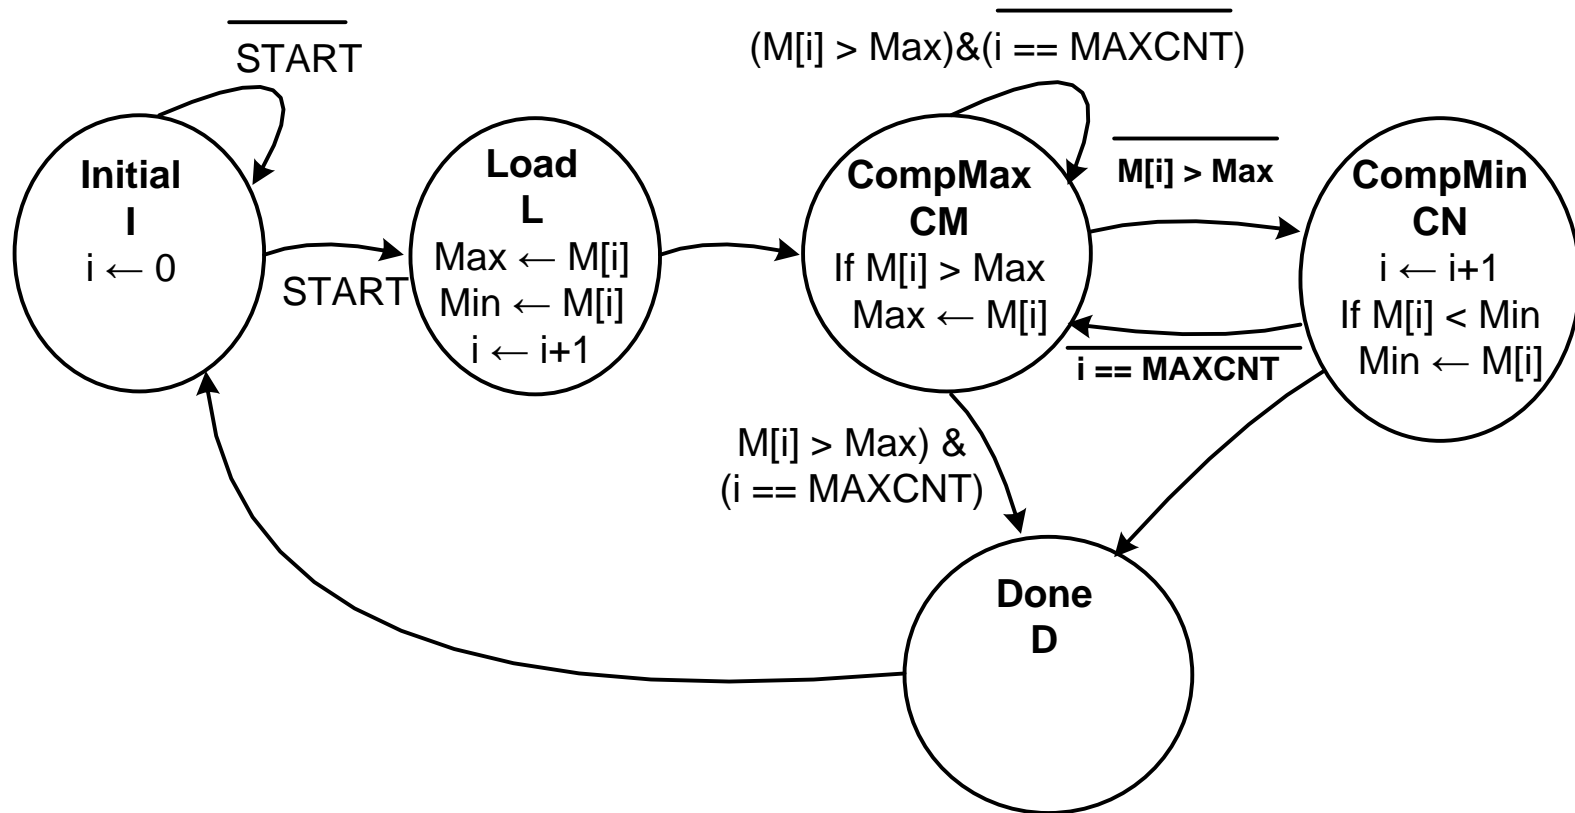 START
Initial
I
i ← 0
START
Load
L
Max ← M[i]
Min ← M[i]
i ← i+1
(M[i] > Max)&(i == MAXCNT)
CompMax
CM
If M[i] > Max
Max ← M[i]
M[i] > Max
CompMin
CN
i ← i+1
If M[i] < Min
Min ← M[i]
i == MAXCNT
M[i] > Max) &
(i == MAXCNT)
Done
D